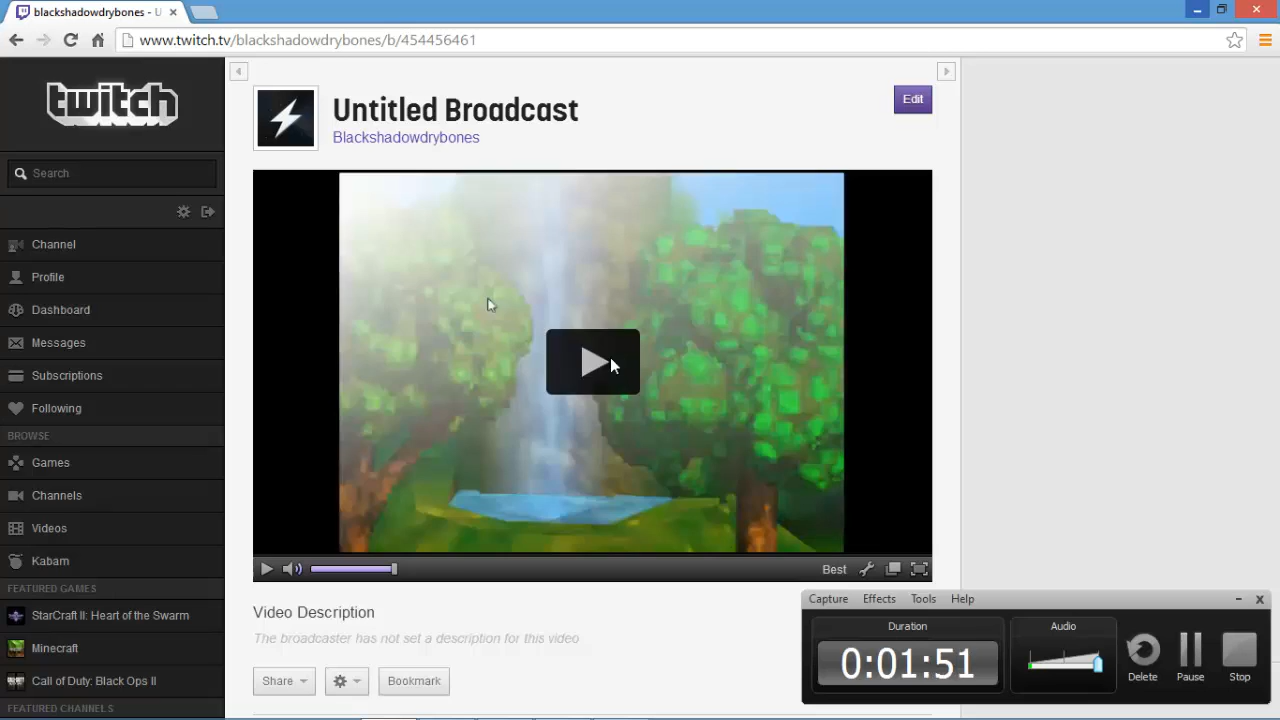 blackshadowdrybones - U
www.twitch.tv/blackshadowdrybones/b/454456461
twitch
Search
Channel
Profile
Dashboard
Messages
Subscriptions
Following
BROWSE
Games
Channels
Videos
Kabam
FEATURED GAMES
StarCraft II: Heart of the Swarm
Minecraft
Call of Duty: Black Ops II
FEATURED CHANNELS
Untitled Broadcast
Blackshadowdrybones
Edit
Best
Video Description
The broadcaster has not set a description for this video
Share
Bookmark
Capture Effects Tools Help
Duration
0:01:51
Audio
Delete
Pause
Stop